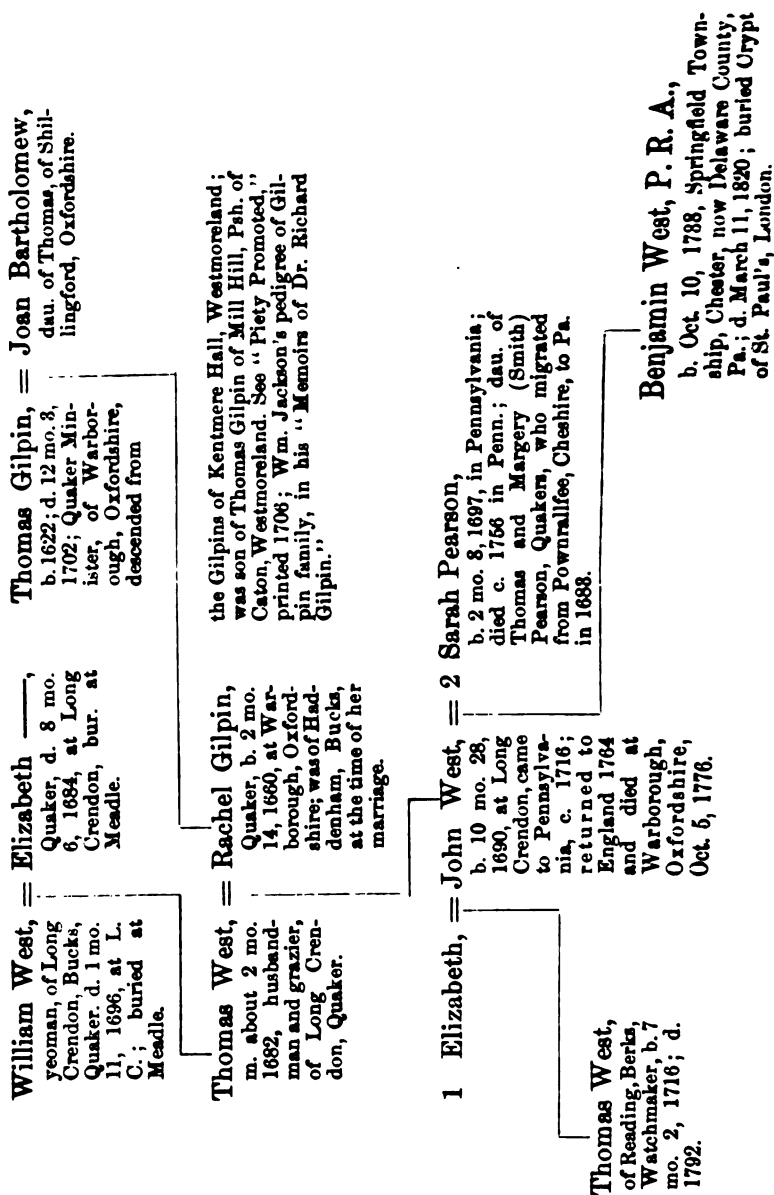 William West,
yeoman, of Long
Crendon, Bucks,
Quaker. d. 1 mo.
11, 1696, at L.
C.; buried at
Meadle.
= Elizabeth ——,
Quaker, d. 8 mo.
6, 1684, at Long
Crendon, bur. at
Meadle.
Thomas Gilpin,
b. 1622; d. 12 mo. 3,
1702; Quaker Min-
ister, of Warbor-
ough, Oxfordshire,
descended from
= Joan Bartholomew,
dau. of Thomas, of Shil-
lingford, Oxfordshire.
the Gilpins of Kentmere Hall, Westmoreland;
was son of Thomas Gilpin of Mill Hill, Psh. of
Caton, Westmoreland. See “Piety Promoted,”
printed 1706; Wm. Jackson's pedigree of Gil-
pin family, in his “Memoirs of Dr. Richard
Gilpin.”
Thomas West,
m. about 2 mo.
1682, husband-
man and grazier,
of Long Cren-
don, Quaker.
= Rachel Gilpin,
Quaker, b. 2 mo.
14, 1660, at War-
borough, Oxford-
shire; was of Had-
denham, Bucks,
at the time of her
marriage.
1 Elizabeth,
= John West,
b. 10 mo. 28,
1690, at Long
Crendon, came
to Pennsylva-
nia, c. 1716;
returned to
England 1764
and died at
Warborough,
Oxfordshire,
Oct. 5, 1776.
= 2 Sarah Pearson,
b. 2 mo. 8, 1697, in Pennsylvania;
died c. 1756 in Penn.; dau. of
Thomas and Margery (Smith)
Pearson, Quakers, who migrated
from Pownrallfee, Cheshire, to Pa.
in 1688.
Thomas West,
of Reading, Berks,
Watchmaker, b. 7
mo. 2, 1716; d.
1792.
Benjamin West, P. R. A.,
b. Oct. 10, 1788, Springfield Town-
ship, Chester, now Delaware County,
Pa.; d. March 11, 1820; buried Crypt
of St. Paul's, London.